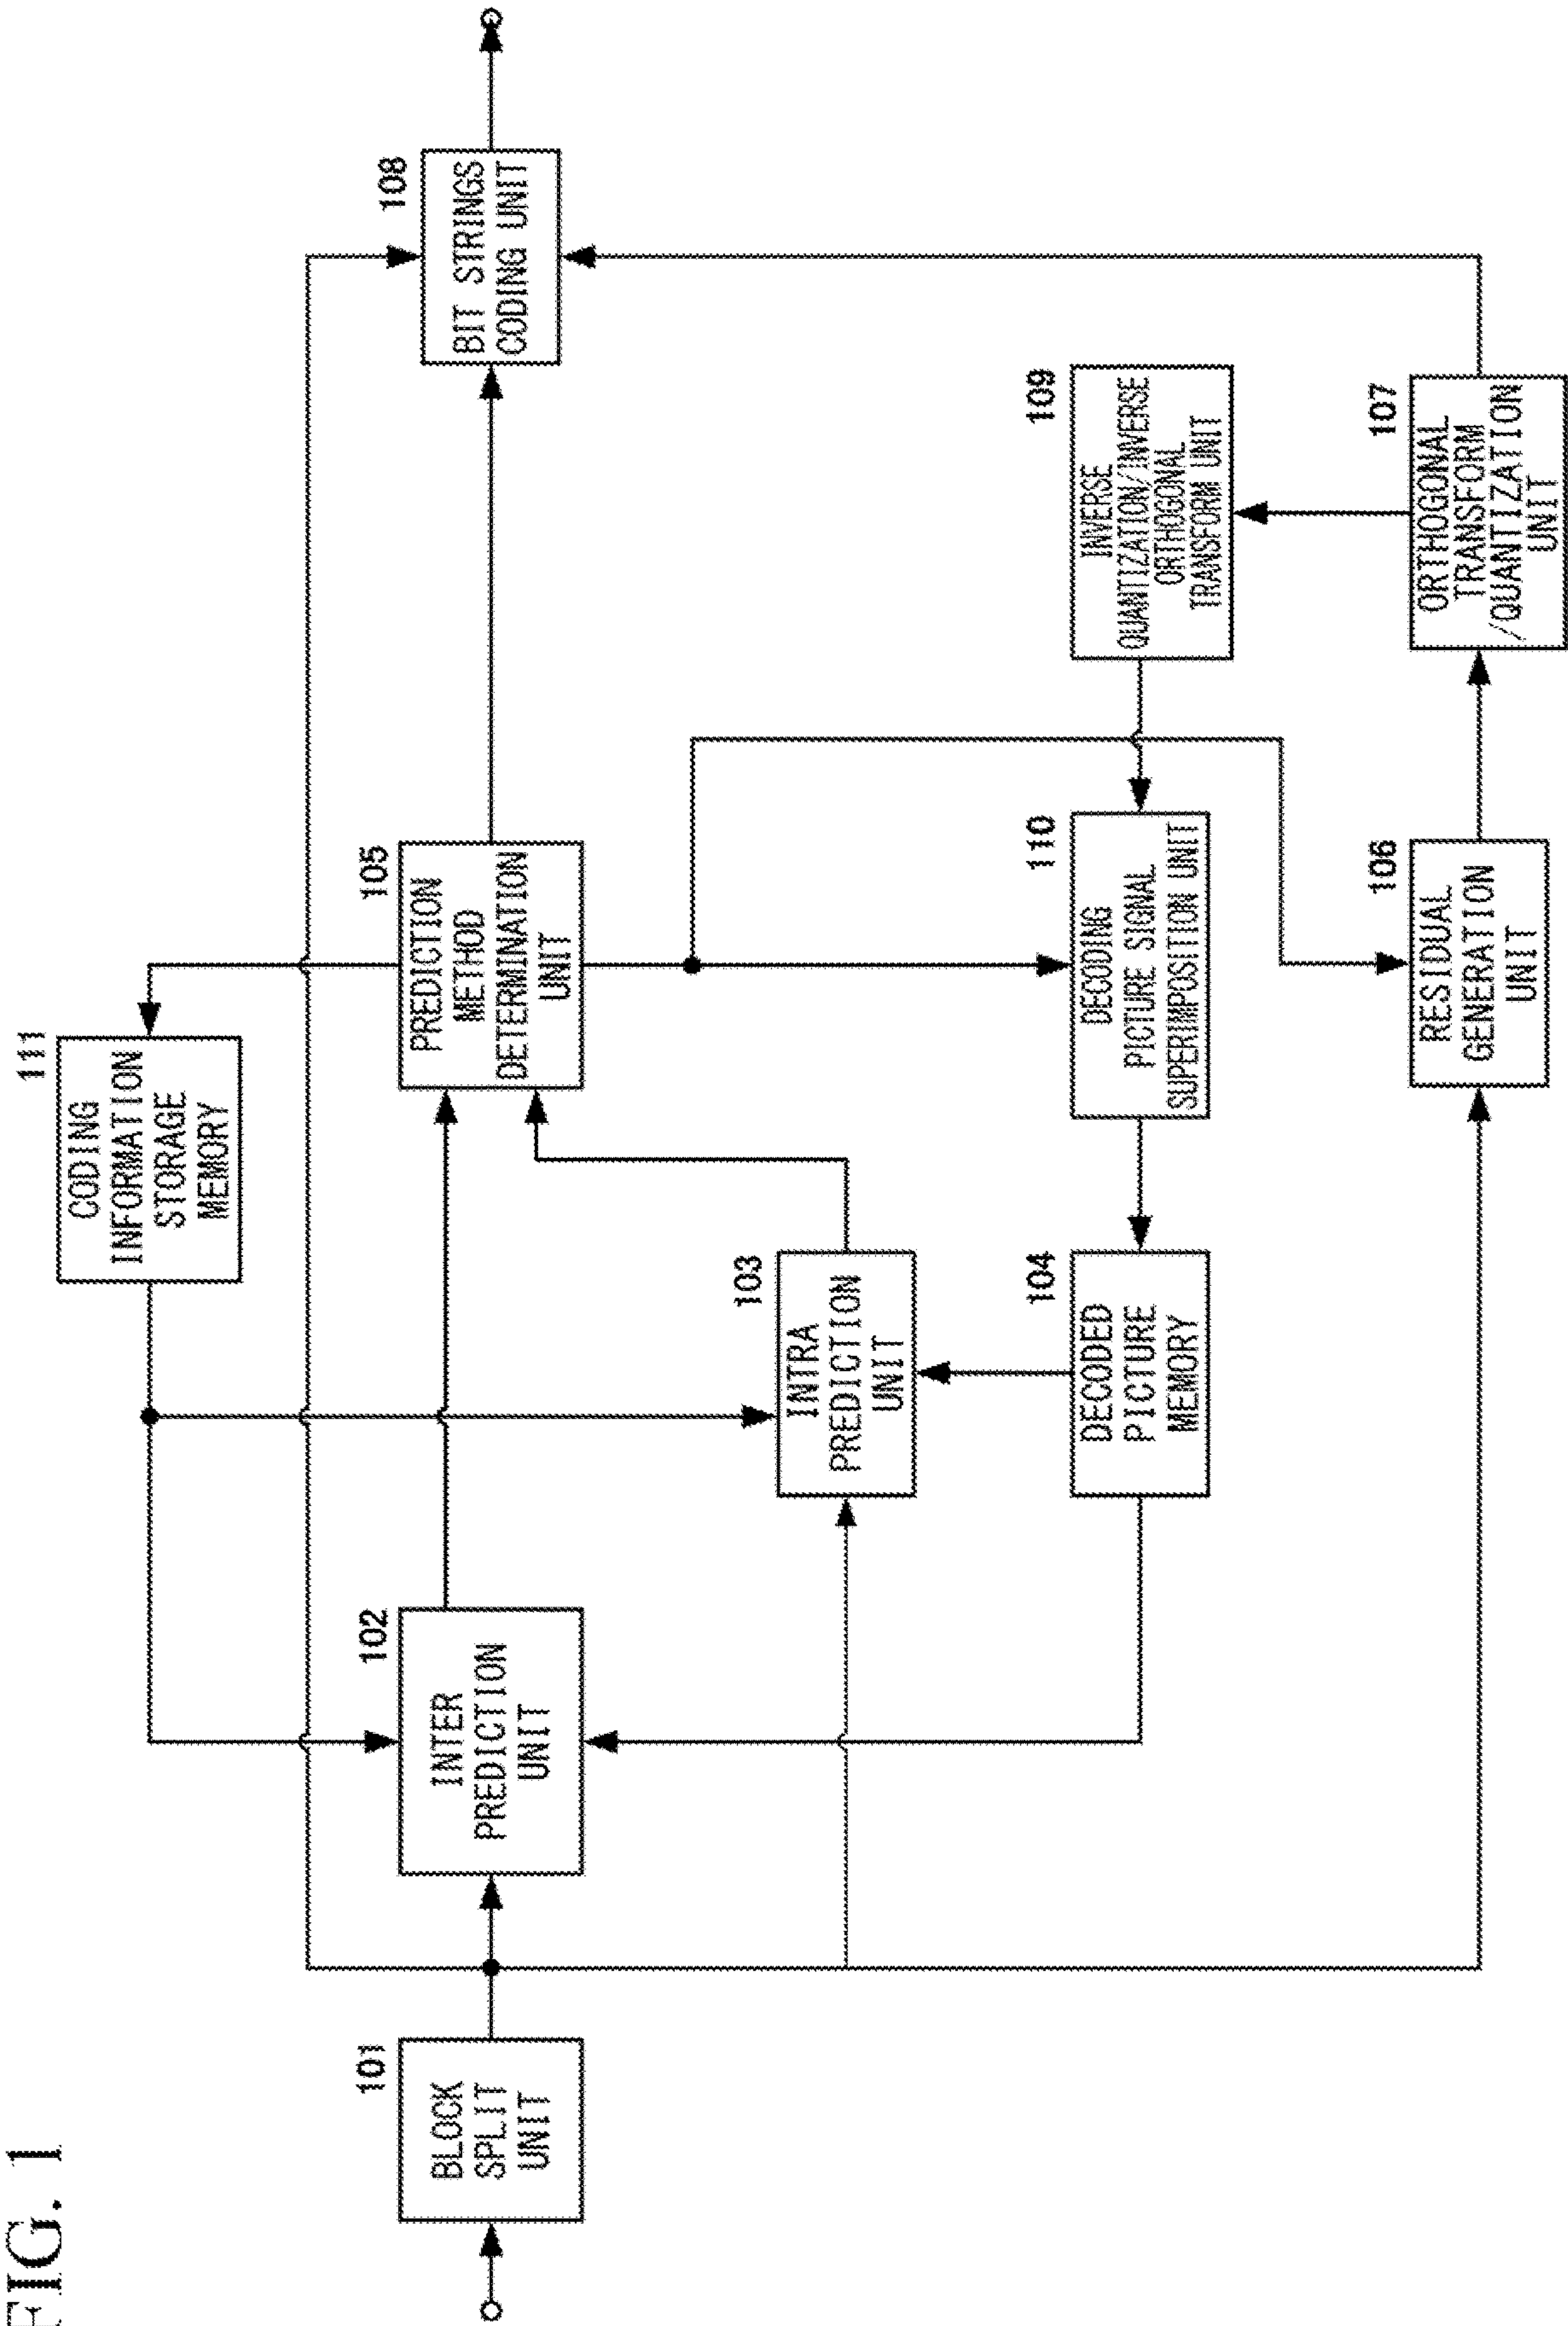 FIG. 1
111
CODING
INFORMATION
STORAGE
MEMORY
101
BLOCK
SPLIT
UNIT
102
INTER
PREDICTION
UNIT
105
PREDICTION
METHOD
DETERMINATION
UNIT
108
BIT STRINGS
CODING UNIT
103
INTRA
PREDICTION
UNIT
104
DECODED
PICTURE
MEMORY
110
DECODING
PICTURE SIGNAL
SUPERIMPOSITION UNIT
109
INVERSE
QUANTIZATION/INVERSE
ORTHOGONAL
TRANSFORM UNIT
106
RESIDUAL
GENERATION
UNIT
107
ORTHOGONAL
TRANSFORM
/QUANTIZATION
UNIT